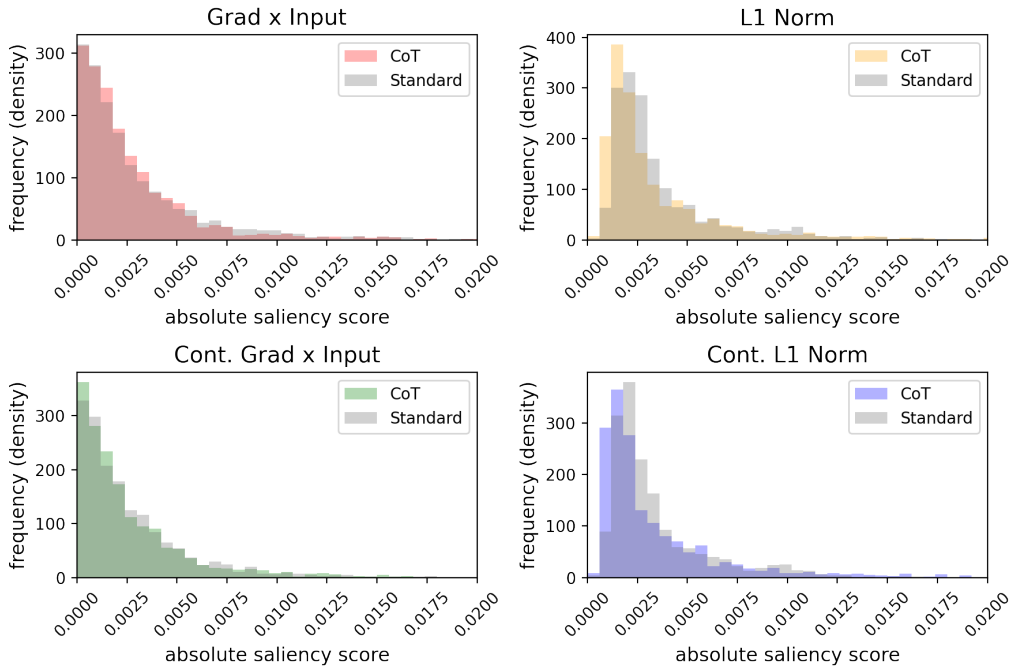 Grad x Input
frequency (density)
300
200
100
0
CoT
Standard
0.0000
0.0025
0.0050
0.0075
0.0100
0.0125
0.0150
0.0175
0.0200
absolute saliency score
L1 Norm
frequency (density)
400
300
200
100
0
CoT
Standard
0.0000
0.0025
0.0050
0.0075
0.0100
0.0125
0.0150
0.0175
0.0200
absolute saliency score
Cont. Grad x Input
frequency (density)
300
200
100
0
CoT
Standard
0.0000
0.0025
0.0050
0.0075
0.0100
0.0125
0.0150
0.0175
0.0200
absolute saliency score
Cont. L1 Norm
frequency (density)
300
200
100
0
CoT
Standard
0.0000
0.0025
0.0050
0.0075
0.0100
0.0125
0.0150
0.0175
0.0200
absolute saliency score